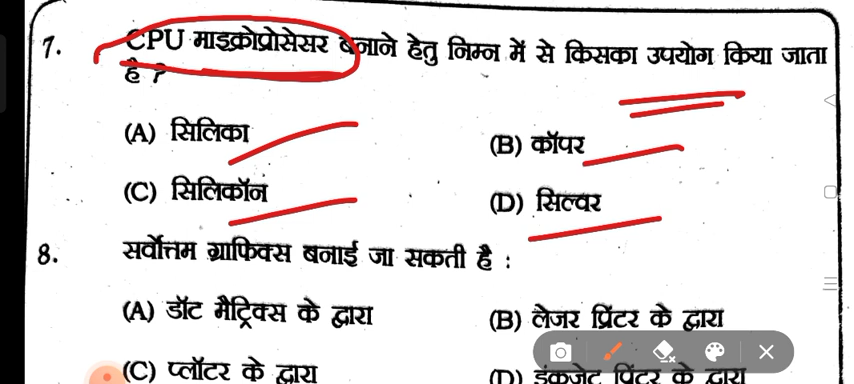 7. CPU माइक्रोप्रोसेसर बनाने हेतु निम्न में से किसका उपयोग किया जाता
है ?
(A) सिलिका (B) कॉपर
(C) सिलिकॉन (D) सिल्वर
8. सर्वोत्तम ग्राफिक्स बनाई जा सकती है :
(A) डॉट मैट्रिक्स के द्वारा (B) लेजर प्रिंटर के द्वारा
(C) प्लॉटर के द्वारा (D) इंकजेट प्रिंटर के द्वारा